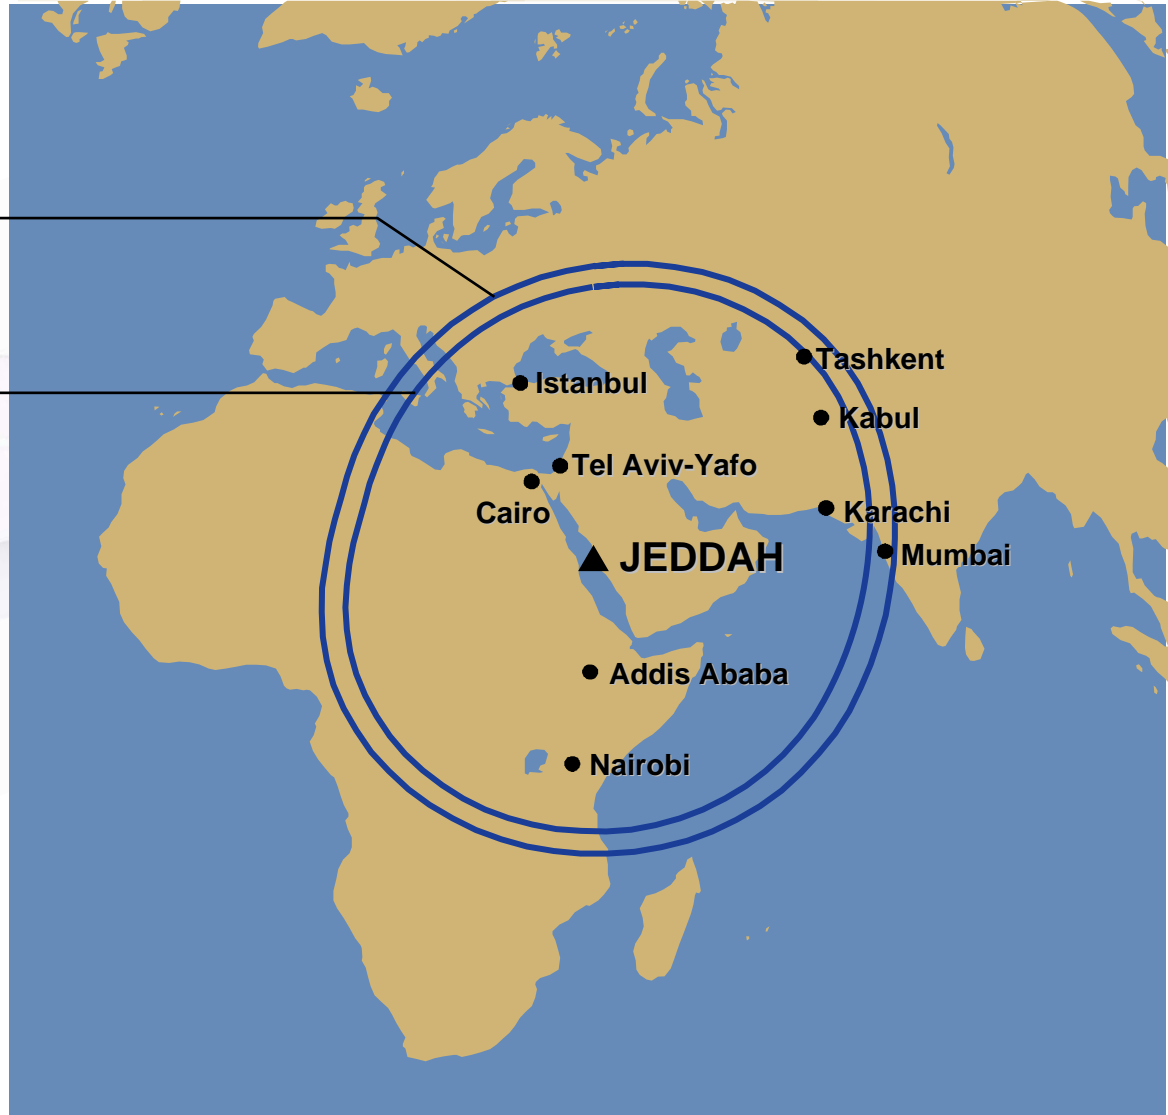 Tashkent
Istanbul
Kabul
Tel Aviv-Yafo
Cairo
Karachi
JEDDAH
Mumbai
Addis Ababa
Nairobi